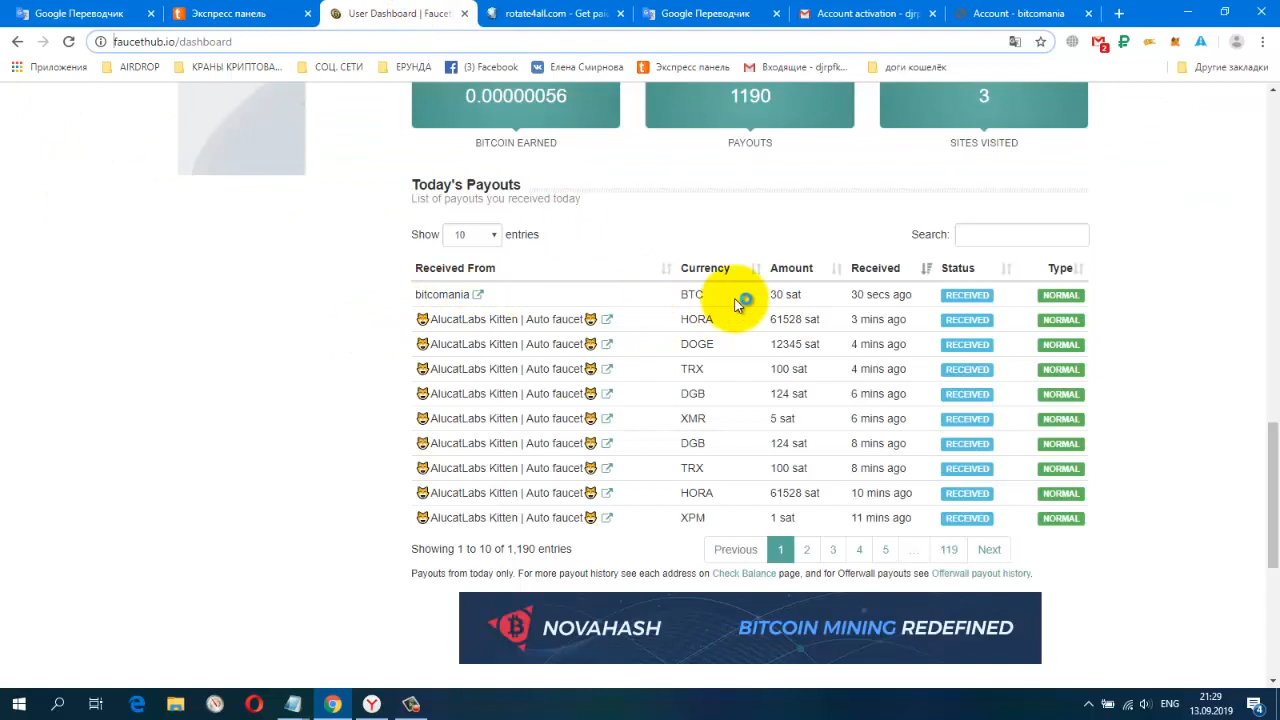 Google Переводчик
Экспресс панель
User Dashboard | Faucet
rotate4all.com - Get paid
Google Переводчик
Account activation - djrp
Account - bitcomania
faucethub.io/dashboard
2
Приложения
AIRDROP
КРАНЫ КРИПТОВА...
СОЦ. СЕТИ
ЕРУНДА
(3) Facebook
Елена Смирнова
Экспресс панель
Входящие - djrpfk...
доги кошелёк
Другие закладки
0.00000056 1190 3
BITCOIN EARNED PAYOUTS SITES VISITED
Today's Payouts
List of payouts you received today
Show 10 entries Search:
Received From Currency Amount Received Status Type
bitcomania BTC 30 sat 30 secs ago RECEIVED NORMAL
AlucatLabs Kitten | Auto faucet HORA 61528 sat 3 mins ago RECEIVED NORMAL
AlucatLabs Kitten | Auto faucet DOGE 12345 sat 4 mins ago RECEIVED NORMAL
AlucatLabs Kitten | Auto faucet TRX 100 sat 4 mins ago RECEIVED NORMAL
AlucatLabs Kitten | Auto faucet DGB 124 sat 6 mins ago RECEIVED NORMAL
AlucatLabs Kitten | Auto faucet XMR 5 sat 6 mins ago RECEIVED NORMAL
AlucatLabs Kitten | Auto faucet DGB 124 sat 8 mins ago RECEIVED NORMAL
AlucatLabs Kitten | Auto faucet TRX 100 sat 8 mins ago RECEIVED NORMAL
AlucatLabs Kitten | Auto faucet HORA 61528 sat 10 mins ago RECEIVED NORMAL
AlucatLabs Kitten | Auto faucet XPM 1 sat 11 mins ago RECEIVED NORMAL
Showing 1 to 10 of 1,190 entries Previous 1 2 3 4 5 ... 119 Next
Payouts from today only. For more payout history see each address on Check Balance page, and for Offerwall payouts see Offerwall payout history.
NOVAHASH BITCOIN MINING REDEFINED
ENG
21:29
13.09.2019
4